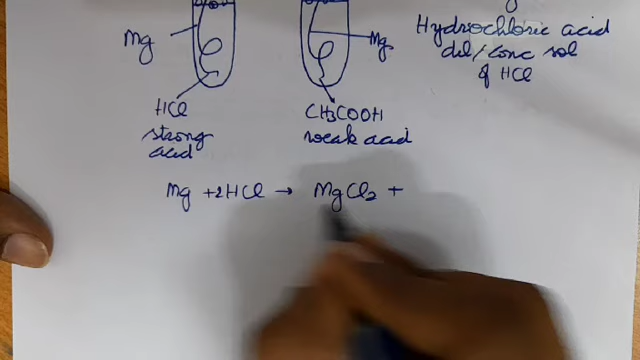 Mg
HCl
strong
acid
Mg
CH3COOH
weak acid
Hydrochloric acid
dil/conc sol
of HCl
Mg + 2HCl → MgCl2 +